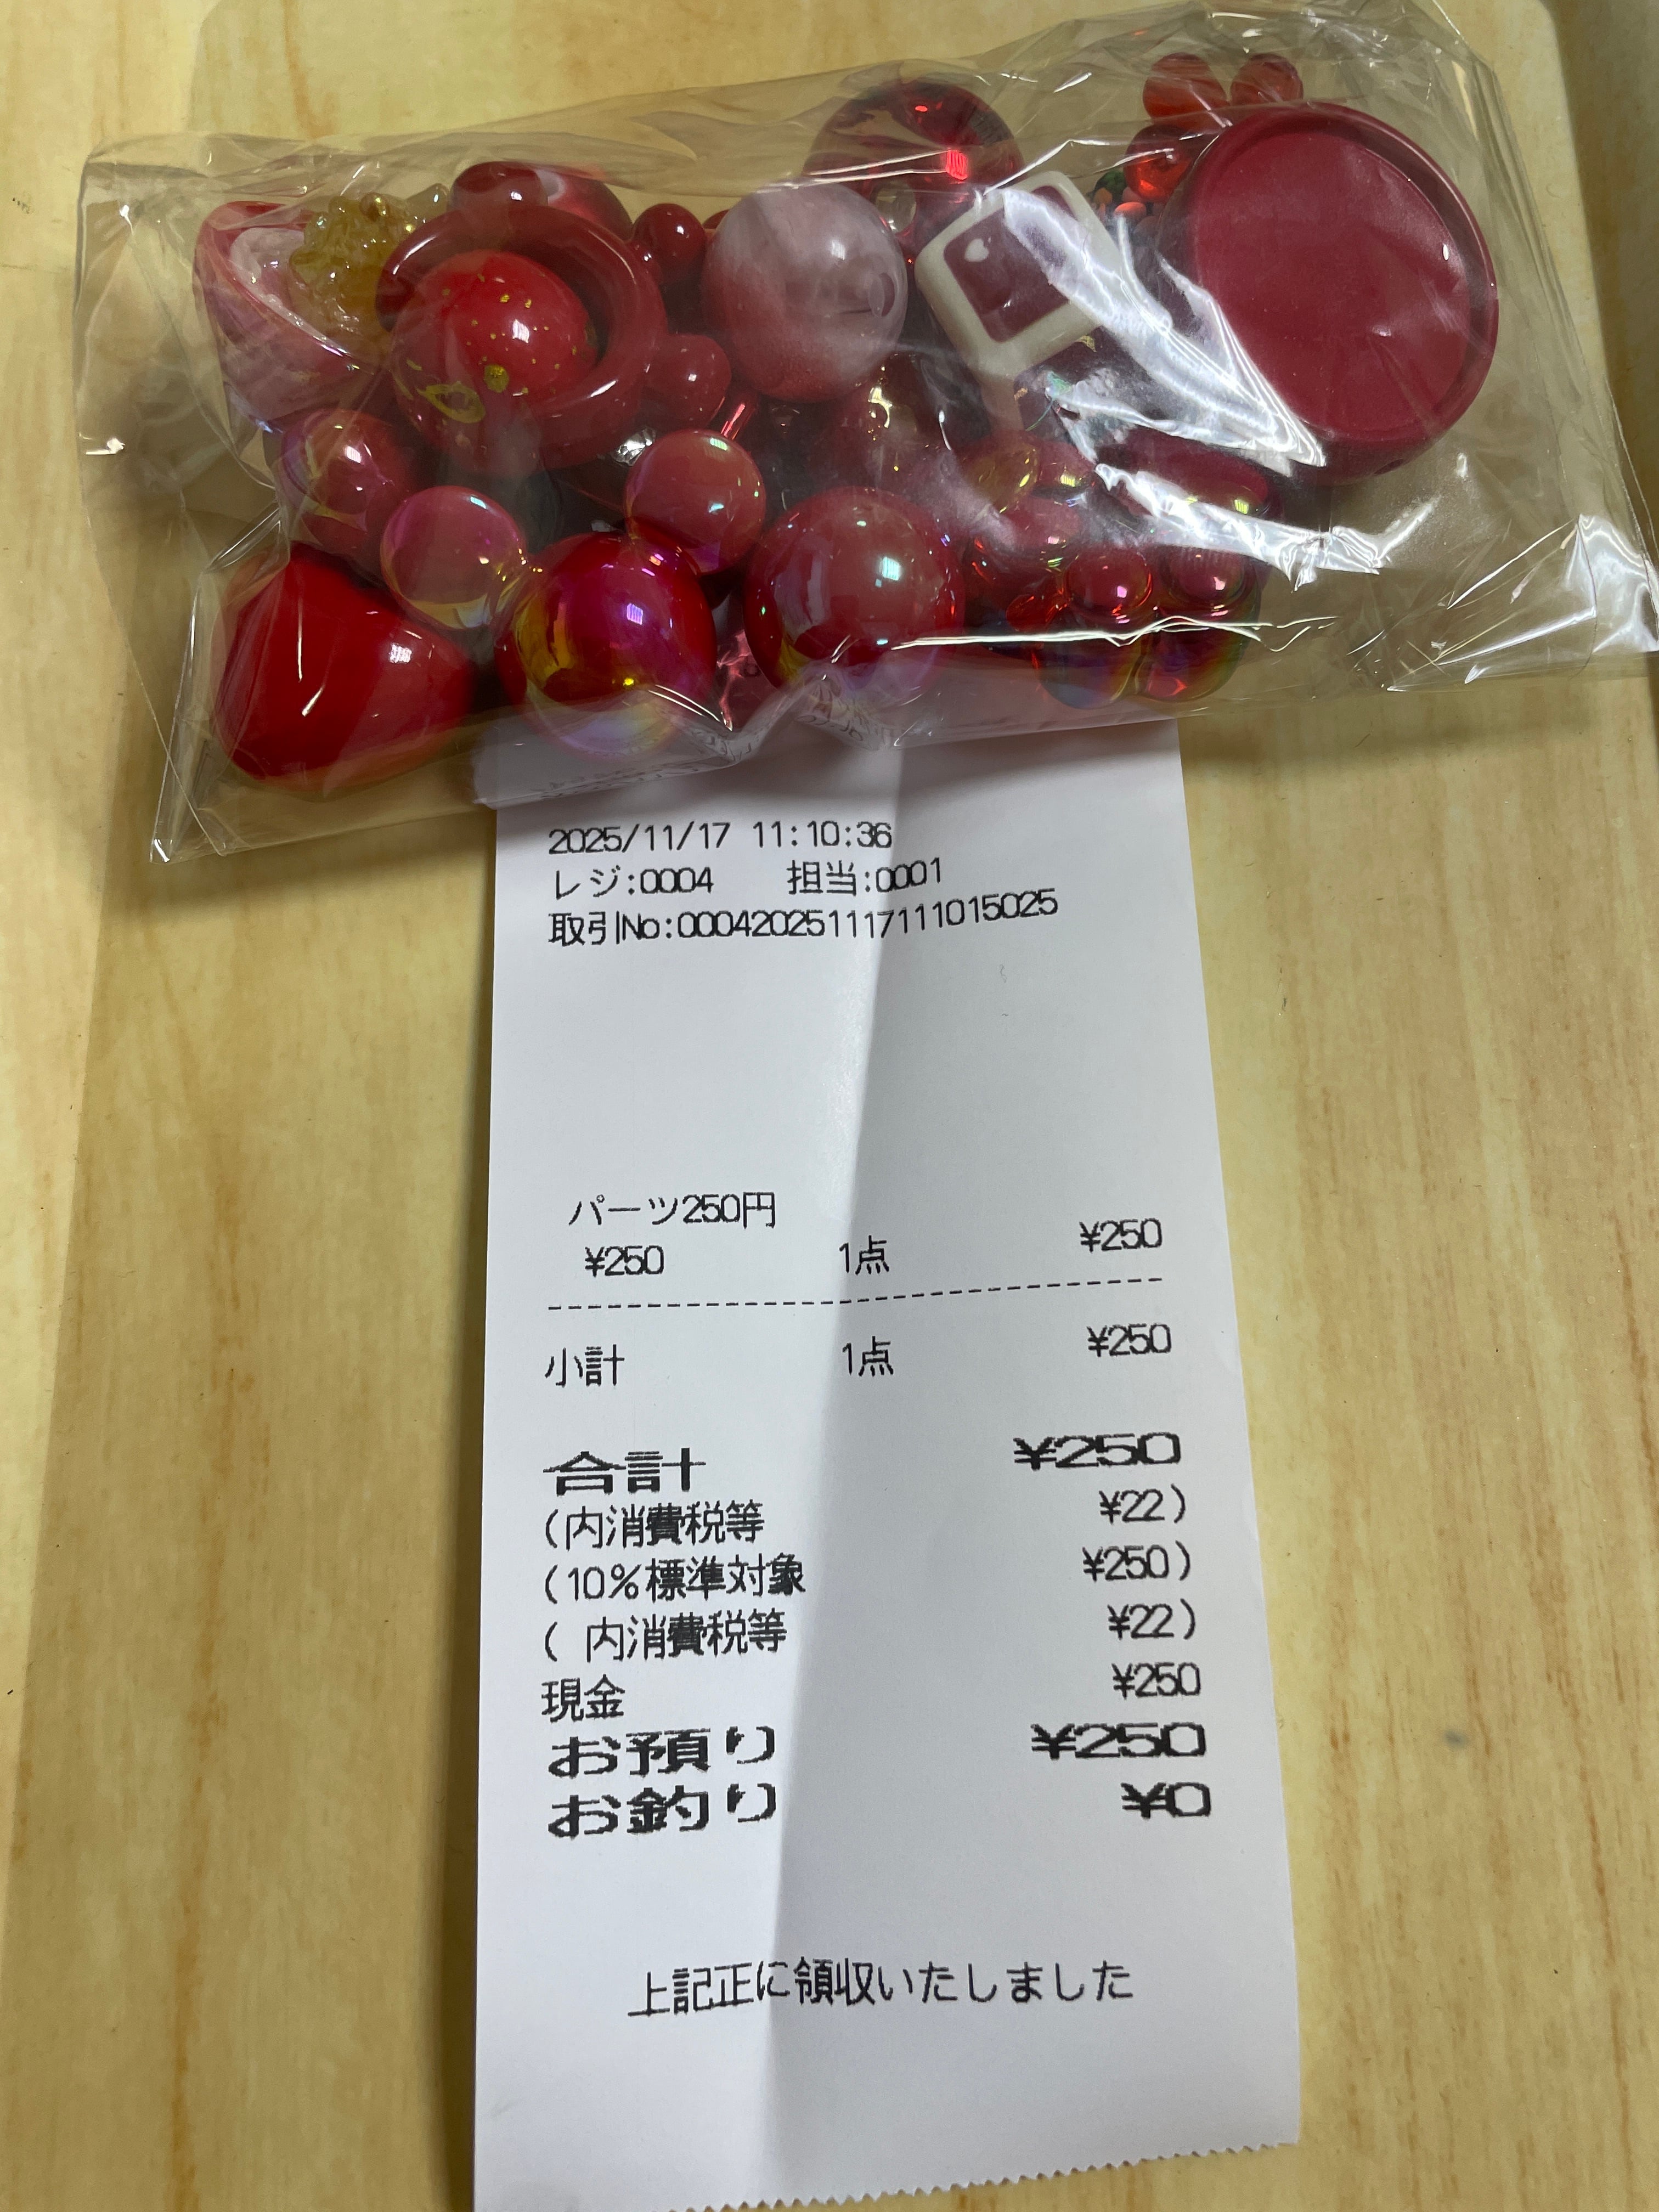 2025/11/17 11:10:36
レジ:0004 担当:0001
取引No:00042025111711015025
パーツ250円
¥250 1点 ¥250
小計 1点 ¥250
合計 ¥250
(内消費税等 ¥22)
(10%標準対象 ¥250)
( 内消費税等 ¥22)
現金 ¥250
お預り ¥250
お釣り ¥0
上記正に領収いたしました